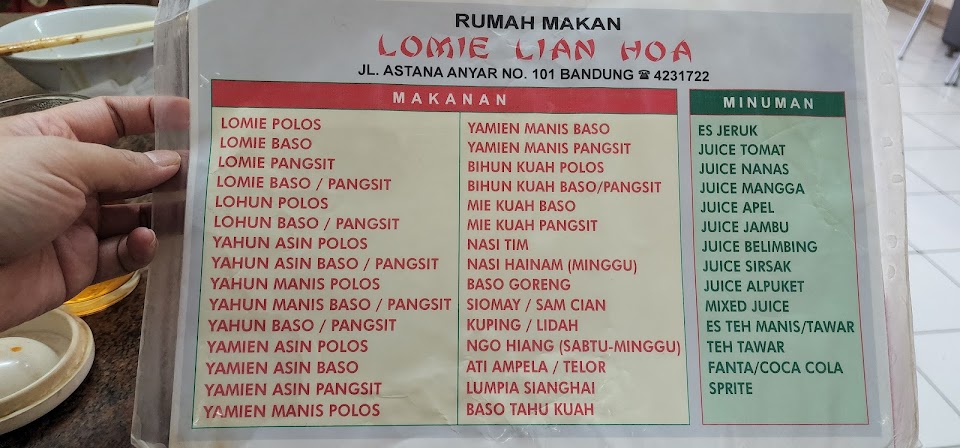 RUMAH MAKAN
LOMIE LIAN HOA
JL. ASTANA ANYAR NO. 101 BANDUNG ☎ 4231722
MAKANAN
LOMIE POLOS
LOMIE BASO
LOMIE PANGSIT
LOMIE BASO / PANGSIT
LOHUN POLOS
LOHUN BASO / PANGSIT
YAHUN ASIN POLOS
YAHUN ASIN BASO / PANGSIT
YAHUN MANIS POLOS
YAHUN MANIS BASO / PANGSIT
YAHUN BASO / PANGSIT
YAMIEN ASIN POLOS
YAMIEN ASIN BASO
YAMIEN ASIN PANGSIT
YAMIEN MANIS POLOS
YAMIEN MANIS BASO
YAMIEN MANIS PANGSIT
BIHUN KUAH POLOS
BIHUN KUAH BASO/PANGSIT
MIE KUAH BASO
MIE KUAH PANGSIT
NASI TIM
NASI HAINAM (MINGGU)
BASO GORENG
SIOMAY / SAM CIAN
KUPING / LIDAH
NGO HIANG (SABTU-MINGGU)
ATI AMPELA / TELOR
LUMPIA SIANGHAI
BASO TAHU KUAH
MINUMAN
ES JERUK
JUICE TOMAT
JUICE NANAS
JUICE MANGGA
JUICE APEL
JUICE JAMBU
JUICE BELIMBING
JUICE SIRSAK
JUICE ALPUKET
MIXED JUICE
ES TEH MANIS/TAWAR
TEH TAWAR
FANTA/COCA COLA
SPRITE